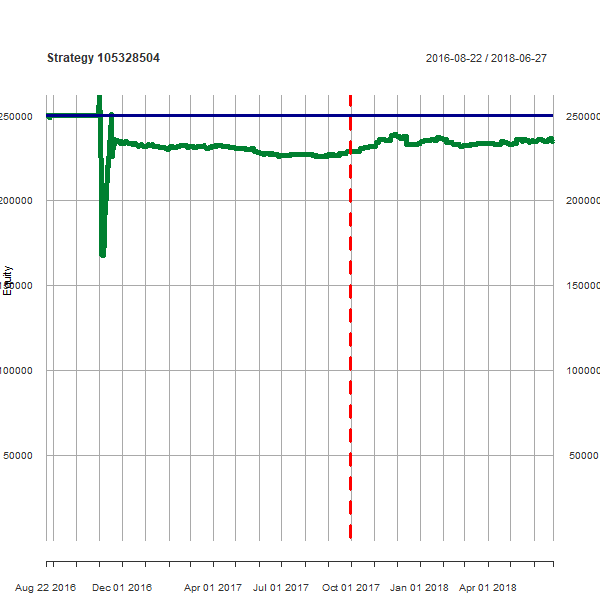 Strategy 105328504
2016-08-22 / 2018-06-27
250000 250000
200000 200000
Equity
150000 150000
100000 100000
50000 50000
Aug 22 2016 Dec 01 2016 Apr 01 2017 Jul 01 2017 Oct 01 2017 Jan 01 2018 Apr 01 2018